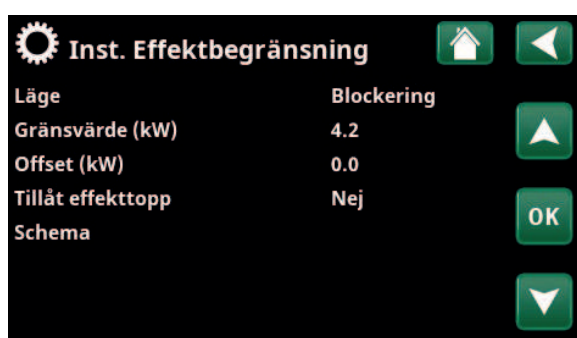 Inst. Effektbegränsning
Läge Blockering
Gränsvärde (kW) 4.2
Offset (kW) 0.0
Tillåt effekttopp Nej
OK
Schema